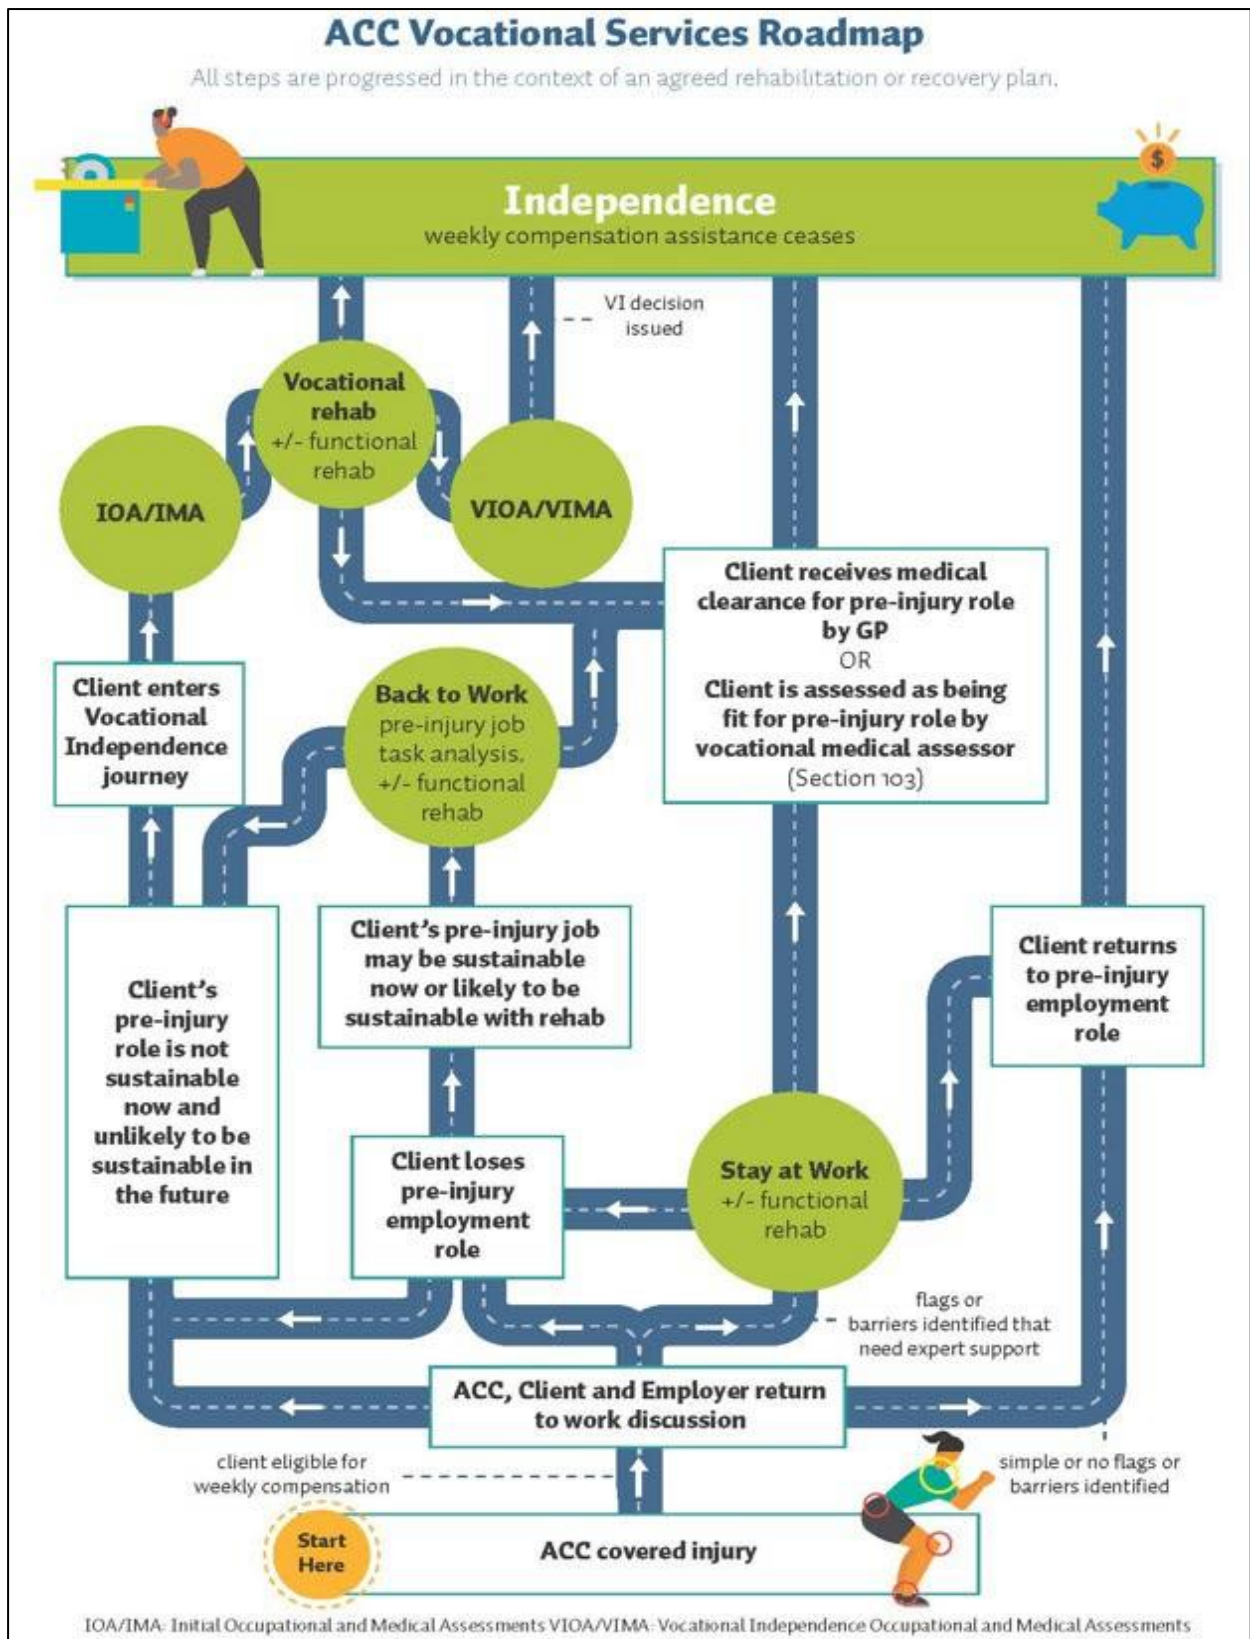 ACC Vocational Services Roadmap
All steps are progressed in the context of an agreed rehabilitation or recovery plan.
$
Independence
weekly compensation assistance ceases
VI decision
issued
Vocational
rehab
+/- functional
rehab
IOA/IMA
VIOA/VIMA
Client receives medical
clearance for pre-injury role
by GP
OR
Client is assessed as being
fit for pre-injury role by
vocational medical assessor
(Section 103)
Client enters
Vocational
Independence
journey
Back to Work
pre-injury job
task analysis,
+/- functional
rehab
Client's
pre-injury
role is not
sustainable
now and
unlikely to be
sustainable in
the future
Client's pre-injury job
may be sustainable
now or likely to be
sustainable with rehab
Client returns
to pre-injury
employment
role
Client loses
pre-injury
employment
role
Stay at Work
+/- functional
rehab
flags or
barriers identified that
need expert support
ACC, Client and Employer return
to work discussion
client eligible for
weekly compensation
simple or no flags or
barriers identified
Start
Here
ACC covered injury
IOA/IMA: Initial Occupational and Medical Assessments VIOA/VIMA: Vocational Independence Occupational and Medical Assessments